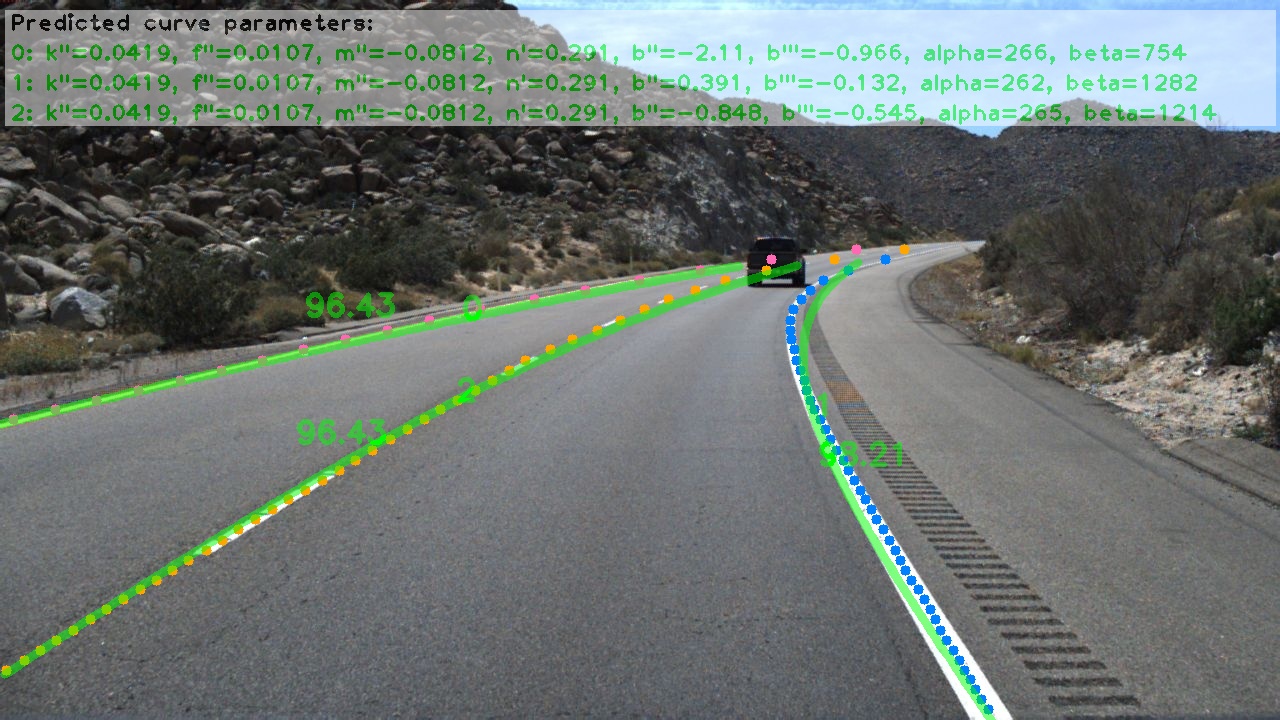 Predicted curve parameters:
0: k''=0.0419, f''=0.0107, m''=-0.0812, n'=0.291, b''=-2.11, b'''=-0.966, alpha=266, beta=754
1: k''=0.0419, f''=0.0107, m''=-0.0812, n'=0.291, b''=0.391, b'''=-0.132, alpha=262, beta=1282
2: k''=0.0419, f''=0.0107, m''=-0.0812, n'=0.291, b''=-0.848, b'''=-0.545, alpha=265, beta=1214
96.43 0
2
96.43
1
98.21